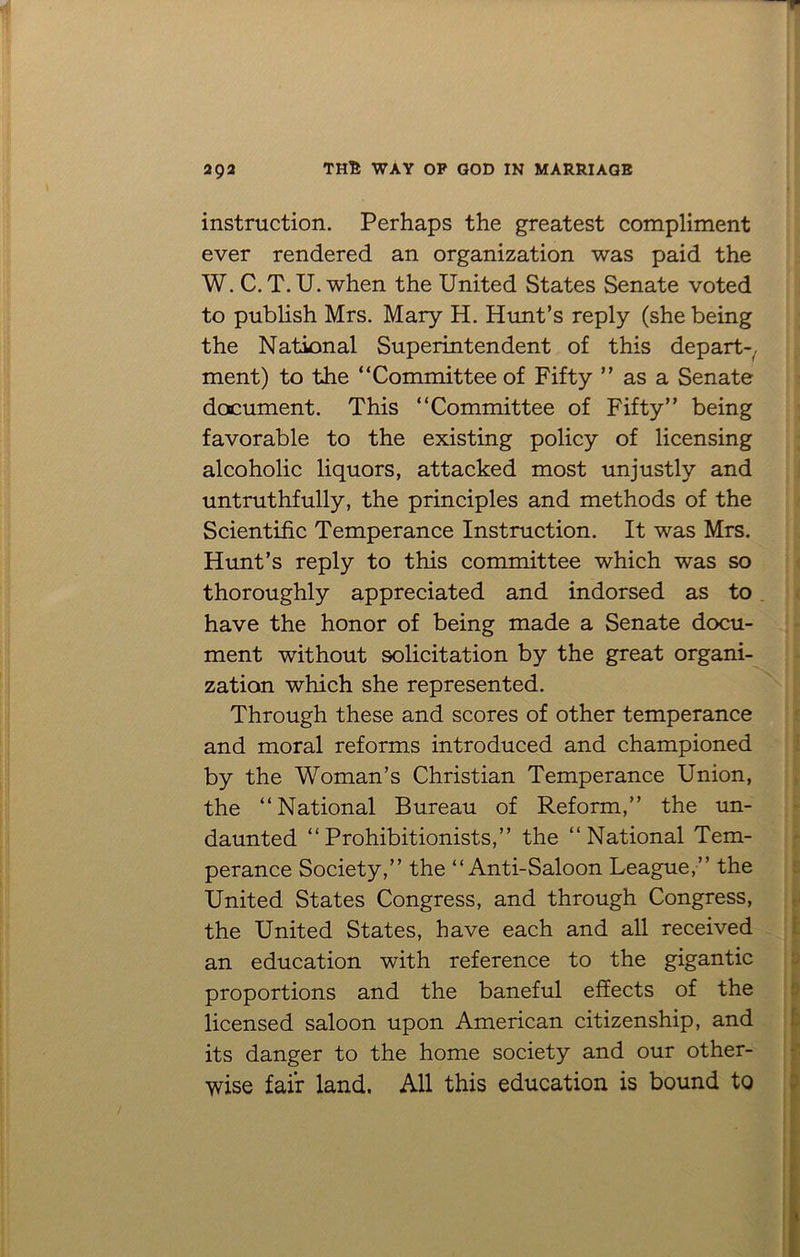 292 THE WAY OF GOD IN MARRIAGE
instruction. Perhaps the greatest compliment
ever rendered an organization was paid the
W. C. T. U. when the United States Senate voted
to publish Mrs. Mary H. Hunt’s reply (she being
the National Superintendent of this depart-
ment) to the “Committee of Fifty ” as a Senate
document. This “Committee of Fifty” being
favorable to the existing policy of licensing
alcoholic liquors, attacked most unjustly and
untruthfully, the principles and methods of the
Scientific Temperance Instruction. It was Mrs.
Hunt’s reply to this committee which was so
thoroughly appreciated and indorsed as to
have the honor of being made a Senate docu-
ment without solicitation by the great organi-
zation which she represented.
Through these and scores of other temperance
and moral reforms introduced and championed
by the Woman’s Christian Temperance Union,
the “National Bureau of Reform,” the un-
daunted “Prohibitionists,” the “National Tem-
perance Society,” the “Anti-Saloon League,” the
United States Congress, and through Congress,
the United States, have each and all received
an education with reference to the gigantic
proportions and the baneful effects of the
licensed saloon upon American citizenship, and
its danger to the home society and our other-
wise fair land. All this education is bound to